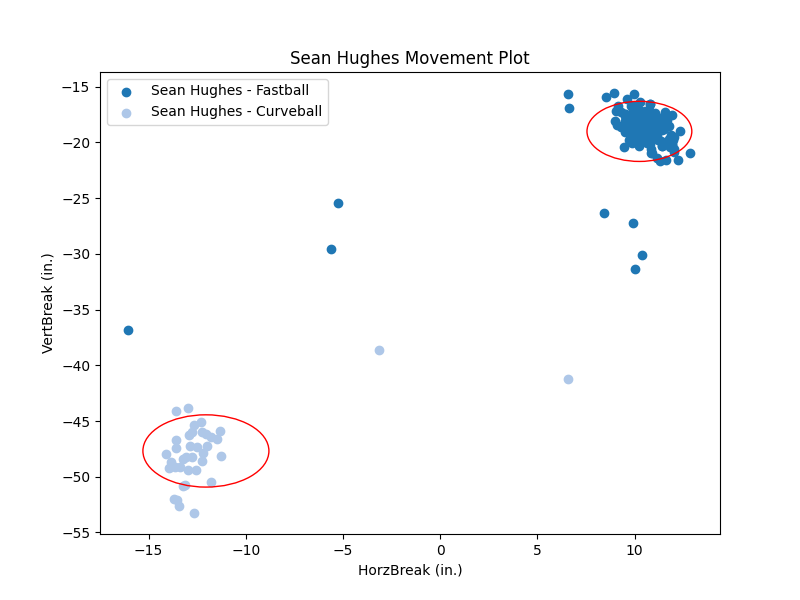 Sean Hughes Movement Plot
Sean Hughes - Fastball
Sean Hughes - Curveball
VertBreak (in.)
−15
−20
−25
−30
−35
−40
−45
−50
−55
−15 −10 −5 0 5 10
HorzBreak (in.)